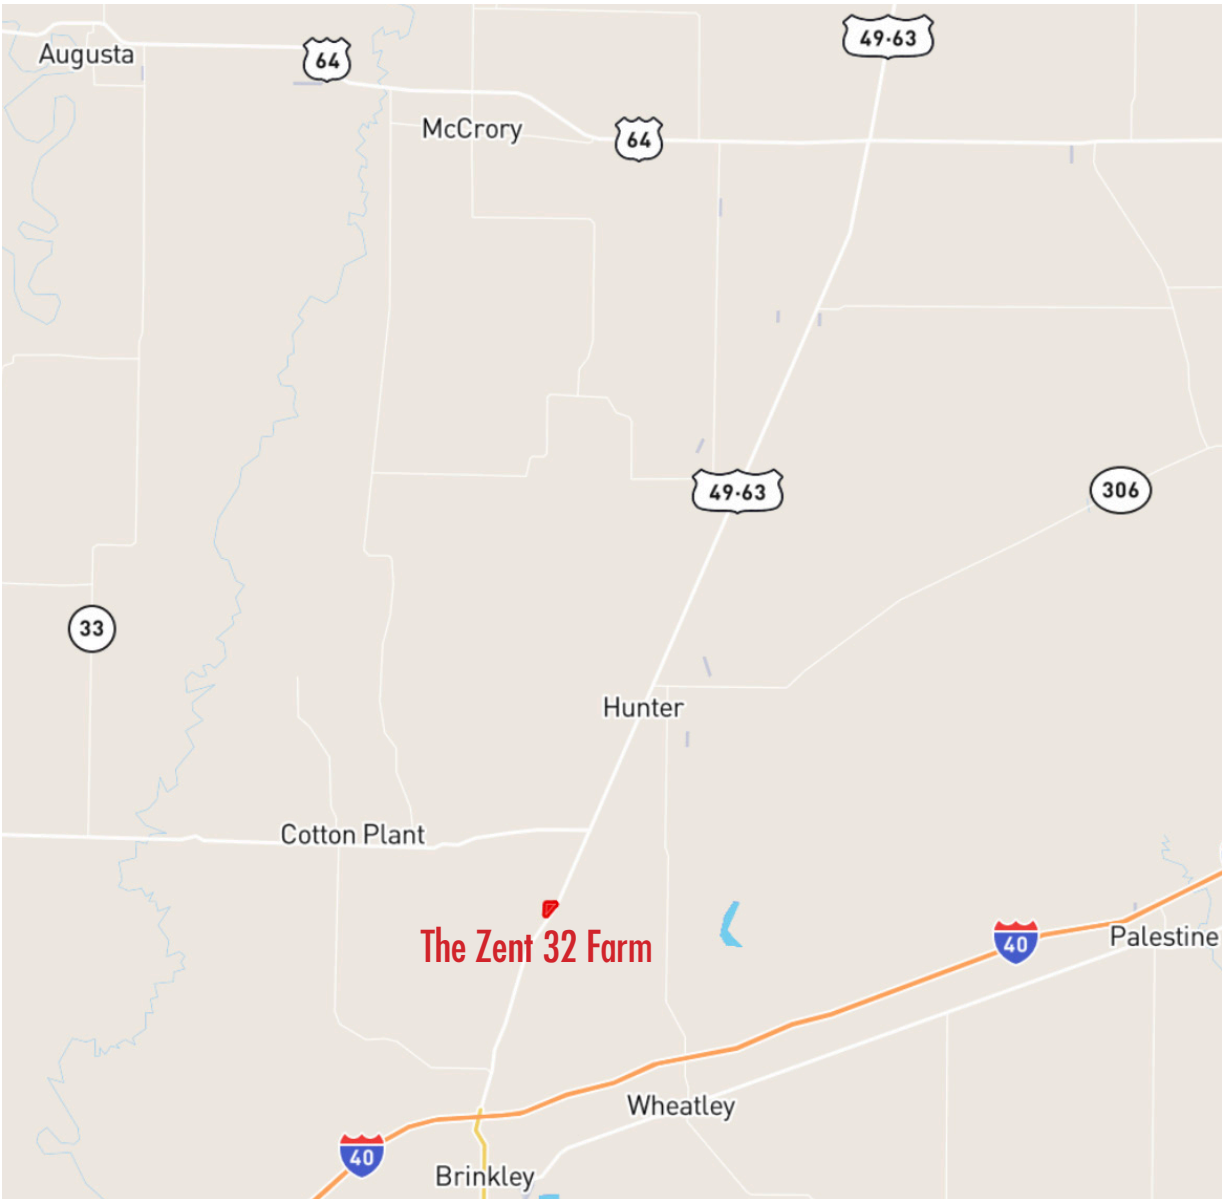 49·63
Augusta
64
McCrory
64
49·63
306
33
Hunter
Cotton Plant
The Zent 32 Farm
40
Palestine
Wheatley
40
Brinkley